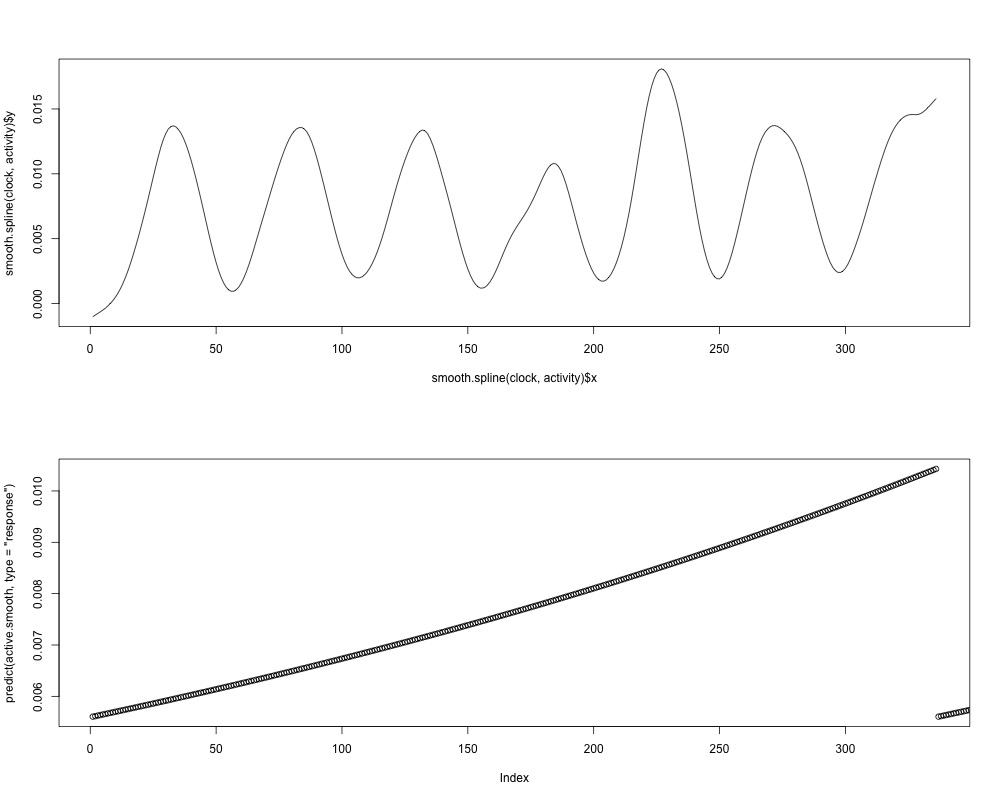 smooth.spline(clock, activity)$y
0.015
0.010
0.005
0.000
0 50 100 150 200 250 300
smooth.spline(clock, activity)$x
predict(active.smooth, type = "response")
0.010
0.009
0.008
0.007
0.006
0 50 100 150 200 250 300
Index